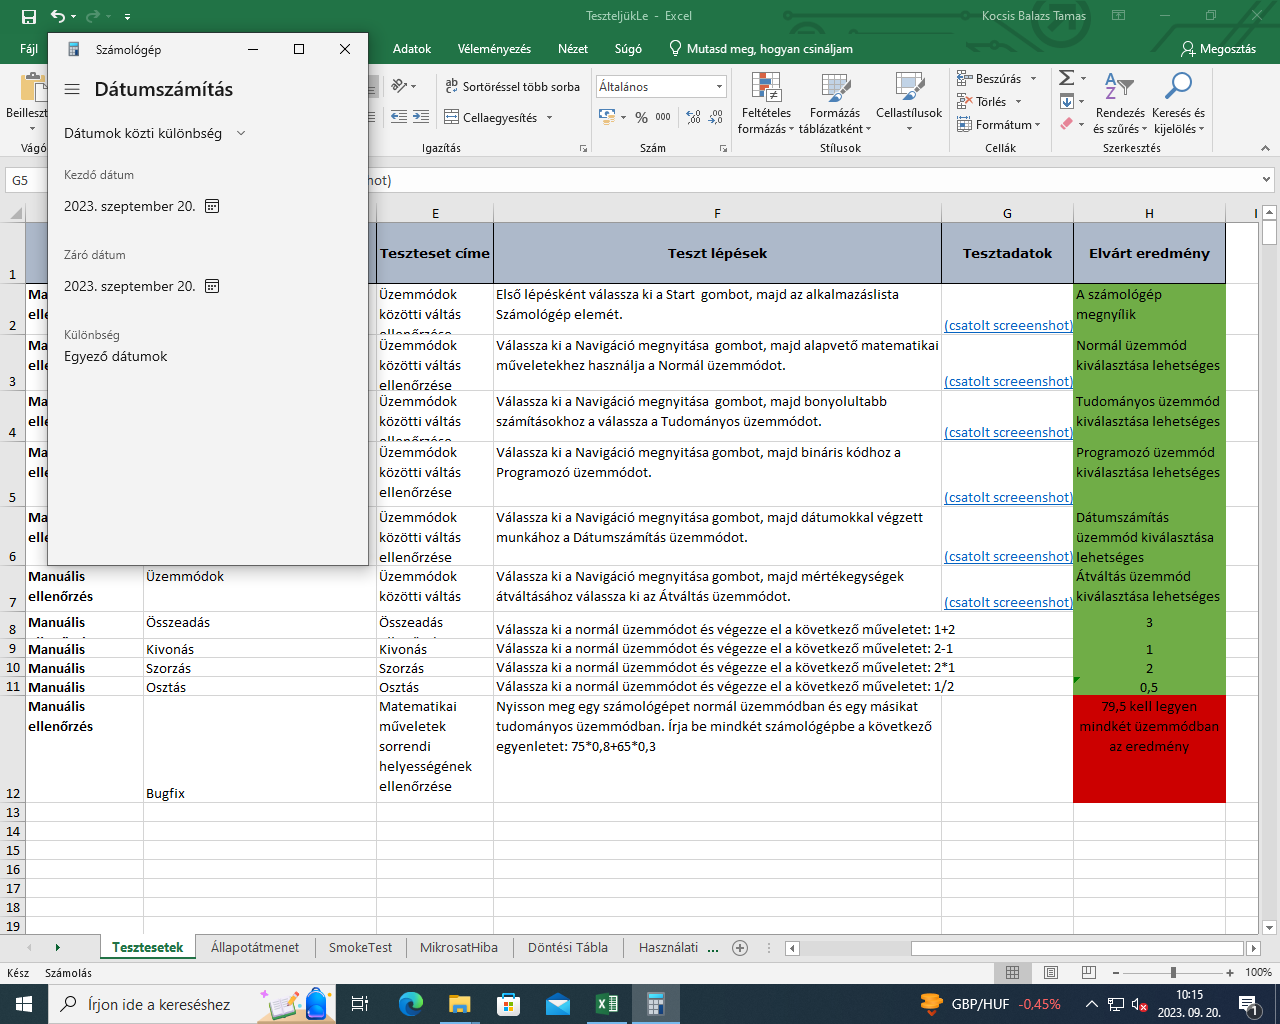 TeszteljükLe - Excel
Kocsis Balazs Tamas
Fájl
Adatok
Véleményezés
Nézet
Súgó
Mutasd meg, hogyan csináljam
Megosztás
Számológép
Dátumszámítás
Dátumok közti különbség
Kezdő dátum
2023. szeptember 20.
Záró dátum
2023. szeptember 20.
Különbség
Egyező dátumok
Beilleszt
Vágó
ab
Sortöréssel több sorba
Cellaegyesítés
Igazítás
Általános
% 000
Szám
Feltételes
formázás
Formázás
táblázatként
Cellastílusok
Stílusok
Beszúrás
Törlés
Formátum
Cellák
Rendezés
és szűrés
Keresés és
kijelölés
Szerkesztés
G5
hot)
E F G H I
1
Teszteset címe
Teszt lépések
Tesztadatok
Elvárt eredmény
2
Ma
elle
Üzemmódok
közötti váltás
ellenőrzése
Első lépésként válassza ki a Start gombot, majd az alkalmazáslista
Számológép elemét.
(csatolt screeenshot)
A számológép
megnyílik
3
Ma
elle
Üzemmódok
közötti váltás
ellenőrzése
Válassza ki a Navigáció megnyitása gombot, majd alapvető matematikai
műveletekhez használja a Normál üzemmódot.
(csatolt screeenshot)
Normál üzemmód
kiválasztása lehetséges
4
Ma
elle
Üzemmódok
közötti váltás
ellenőrzése
Válassza ki a Navigáció megnyitása gombot, majd bonyolultabb
számításokhoz a válassza a Tudományos üzemmódot.
(csatolt screeenshot)
Tudományos üzemmód
kiválasztása lehetséges
5
Ma
elle
Üzemmódok
közötti váltás
ellenőrzése
Válassza ki a Navigáció megnyitása gombot, majd bináris kódhoz a
Programozó üzemmódot.
(csatolt screeenshot)
Programozó üzemmód
kiválasztása lehetséges
6
Ma
elle
Üzemmódok
közötti váltás
ellenőrzése
Válassza ki a Navigáció megnyitása gombot, majd dátumokkal végzett
munkához a Dátumszámítás üzemmódot.
(csatolt screeenshot)
Dátumszámítás
üzemmód kiválasztása
lehetséges
7
Manuális
ellenőrzés
Üzemmódok
Üzemmódok
közötti váltás
Válassza ki a Navigáció megnyitása gombot, majd mértékegységek
átváltásához válassza ki az Átváltás üzemmódot.
(csatolt screeenshot)
Átváltás üzemmód
kiválasztása lehetséges
8
Manuális
Összeadás
Összeadás
Válassza ki a normál üzemmódot és végezze el a következő műveletet: 1+2
3
9
Manuális
Kivonás
Kivonás
Válassza ki a normál üzemmódot és végezze el a következő műveletet: 2-1
1
10
Manuális
Szorzás
Szorzás
Válassza ki a normál üzemmódot és végezze el a következő műveletet: 2*1
2
11
Manuális
Osztás
Osztás
Válassza ki a normál üzemmódot és végezze el a következő műveletet: 1/2
0,5
12
Manuális
ellenőrzés
Bugfix
Matematikai
műveletek
sorrendi
helyességének
ellenőrzése
Nyisson meg egy számológépet normál üzemmódban és egy másikat
tudományos üzemmódban. Írja be mindkét számológépbe a következő
egyenletet: 75*0,8+65*0,3
79,5 kell legyen
mindkét üzemmódban
az eredmény
13
14
15
16
17
18
19
Tesztesetek
Állapotátmenet
SmokeTest
MikrosatHiba
Döntési Tábla
Használati ...
Kész
Számolás
100%
Írjon ide a kereséshez
GBP/HUF -0,45%
10:15
2023. 09. 20.
1